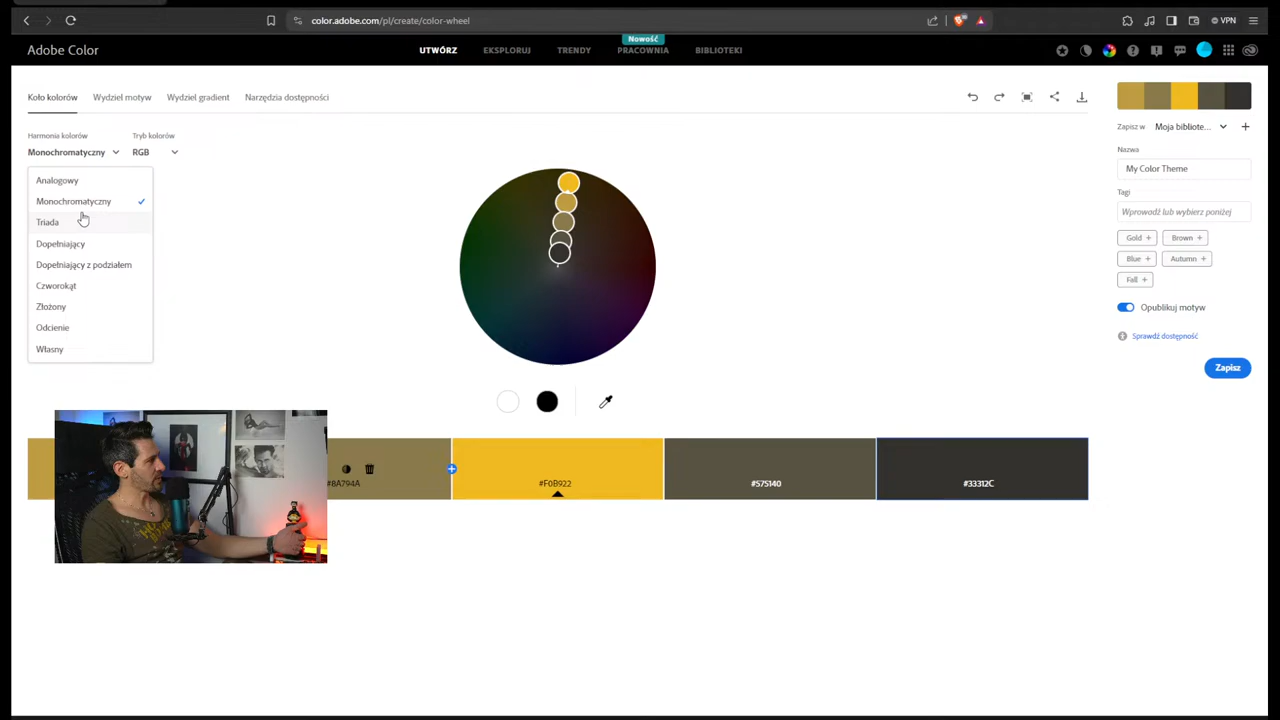 color.adobe.com/pl/create/color-wheel
VPN
Adobe Color
UTWÓRZ
EKSPLORUJ
TRENDY
Nowość
PRACOWNIA
BIBLIOTEKI
Koło kolorów
Wydziel motyw
Wydziel gradient
Narzędzia dostępności
Harmonia kolorów
Tryb kolorów
Monochromatyczny
RGB
Analogowy
Monochromatyczny
Triada
Dopełniający
Dopełniający z podziałem
Czworokąt
Złożony
Odcienie
Własny
Zapisz w
Moja bibliote...
Nazwa
My Color Theme
Tagi
Wprowadź lub wybierz poniżej
Gold +
Brown +
Blue +
Autumn +
Fall +
Opublikuj motyw
Sprawdź dostępność
Zapisz
#8A794A
#F0B922
#575140
#33312C